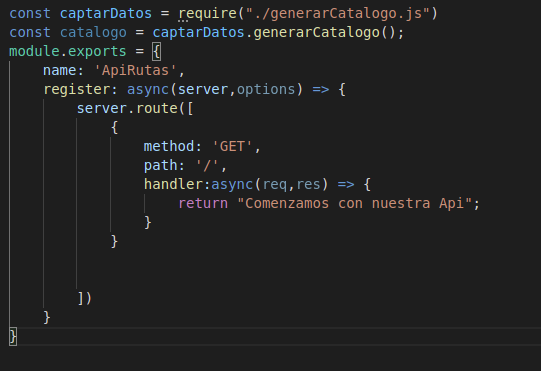 const captarDatos = require("./generarCatalogo.js")
const catalogo = captarDatos.generarCatalogo();
module.exports = {
    name: 'ApiRutas',
    register: async(server,options) => {
        server.route([
            {
                method: 'GET',
                path: '/',
                handler:async(req,res) => {
                    return "Comenzamos con nuestra Api";
                }
            }
        ])
    }
}